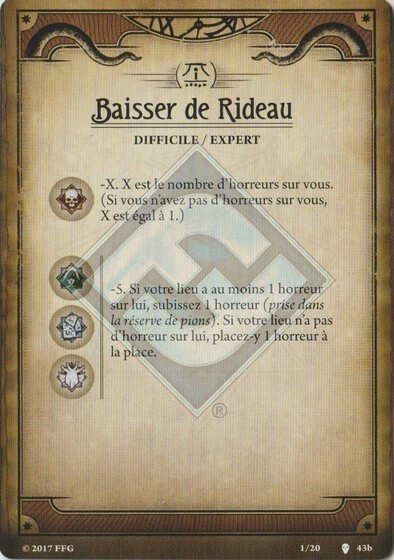 Baisser de Rideau
DIFFICILE / EXPERT
-X. X est le nombre d'horreurs sur vous.
(Si vous n'avez pas d'horreurs sur vous,
X est égal à 1.)
-5. Si votre lieu a au moins 1 horreur
sur lui, subissez 1 horreur (prise dans
la réserve de pions). Si votre lieu n'a pas
d'horreur sur lui, placez-y 1 horreur à
la place.
®
© 2017 FFG
1/20
43b